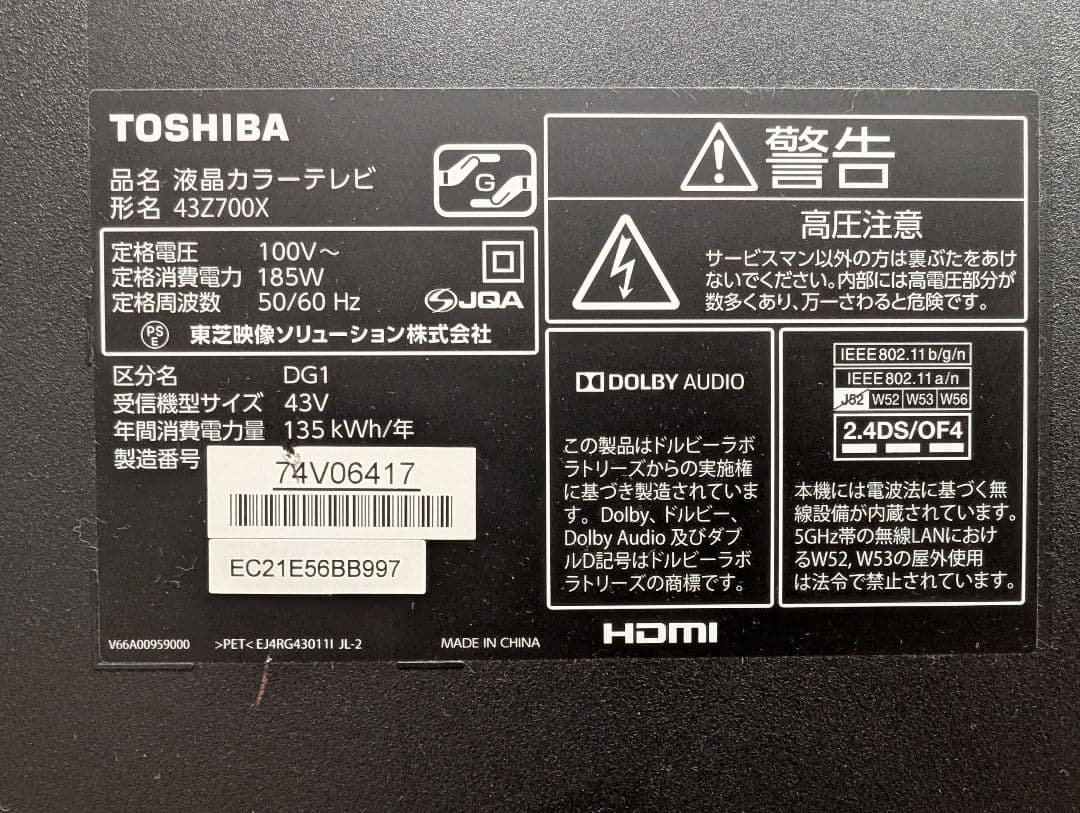 TOSHIBA
品名 液晶カラーテレビ
形名 43Z700X
G
定格電圧 100V～
定格消費電力 185W
定格周波数 50/60 Hz
JQA
PS
E
東芝映像ソリューション株式会社
区分名 DG1
受信機型サイズ 43V
年間消費電力量 135 kWh/年
製造番号
74V06417
EC21E56BB997
V66A00959000 >PET< EJ4RG43011I JL-2 MADE IN CHINA
警告
高圧注意
サービスマン以外の方は裏ぶたをあけ
ないでください。内部には高電圧部分が
数多くあり、万一さわると危険です。
DOLBY AUDIO
この製品はドルビーラボ
ラトリーズからの実施権
に基づき製造されていま
す。Dolby、ドルビー、
Dolby Audio 及びダブ
ルD記号はドルビーラボ
ラトリーズの商標です。
HDMI
IEEE802.11b/g/n
IEEE802.11a/n
J52 W52 W53 W56
2.4DS/OF4
本機には電波法に基づく無
線設備が内蔵されています。
5GHz帯の無線LANにおけ
るW52, W53の屋外使用
は法令で禁止されています。